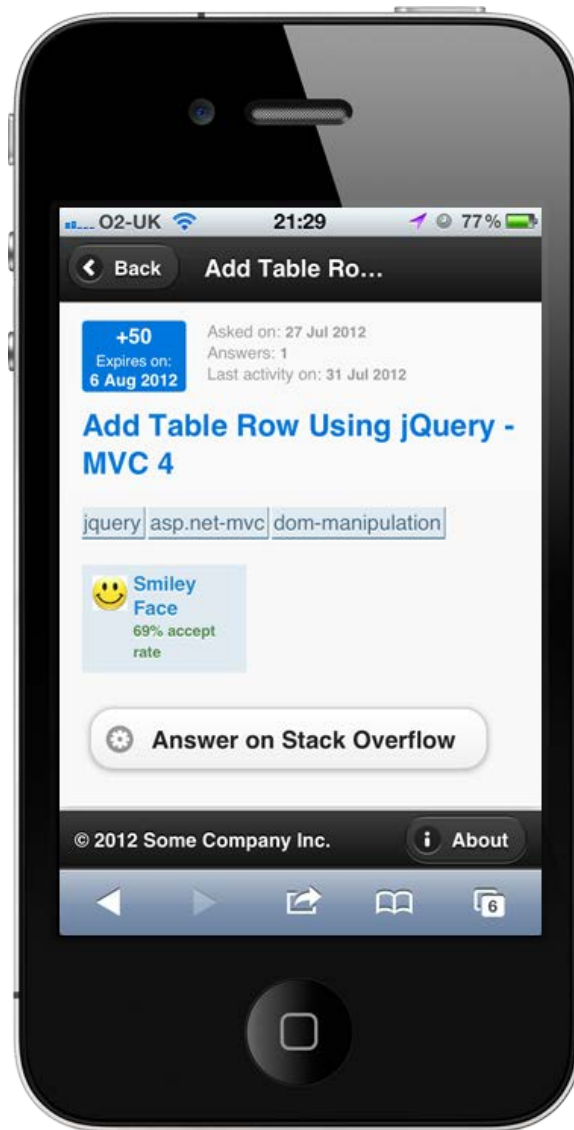 O2-UK 21:29 77%
Back Add Table Ro...
+50
Expires on:
6 Aug 2012
Asked on: 27 Jul 2012
Answers: 1
Last activity on: 31 Jul 2012
Add Table Row Using jQuery -
MVC 4
jquery asp.net-mvc dom-manipulation
Smiley
Face
69% accept
rate
Answer on Stack Overflow
© 2012 Some Company Inc. i About
6